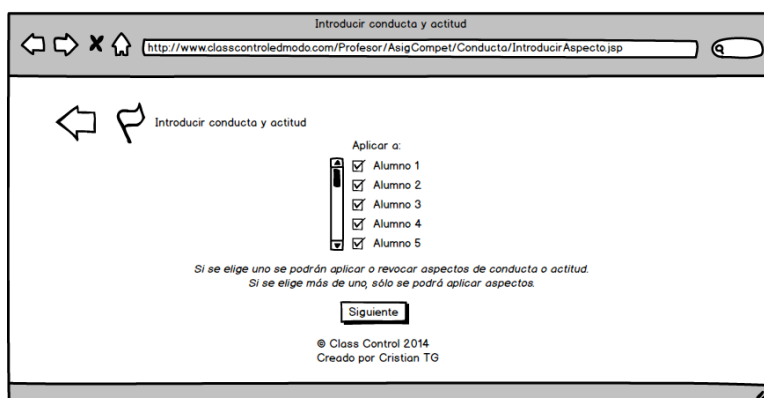 Introducir conducta y actitud
http://www.classcontroledmodo.com/Profesor/AsigCompet/Conducta/IntroducirAspecto.jsp
Introducir conducta y actitud
Aplicar a:
Alumno 1
Alumno 2
Alumno 3
Alumno 4
Alumno 5
Si se elige uno se podrán aplicar o revocar aspectos de conducta o actitud.
Si se elige más de uno, sólo se podrá aplicar aspectos.
Siguiente
© Class Control 2014
Creado por Cristian TG